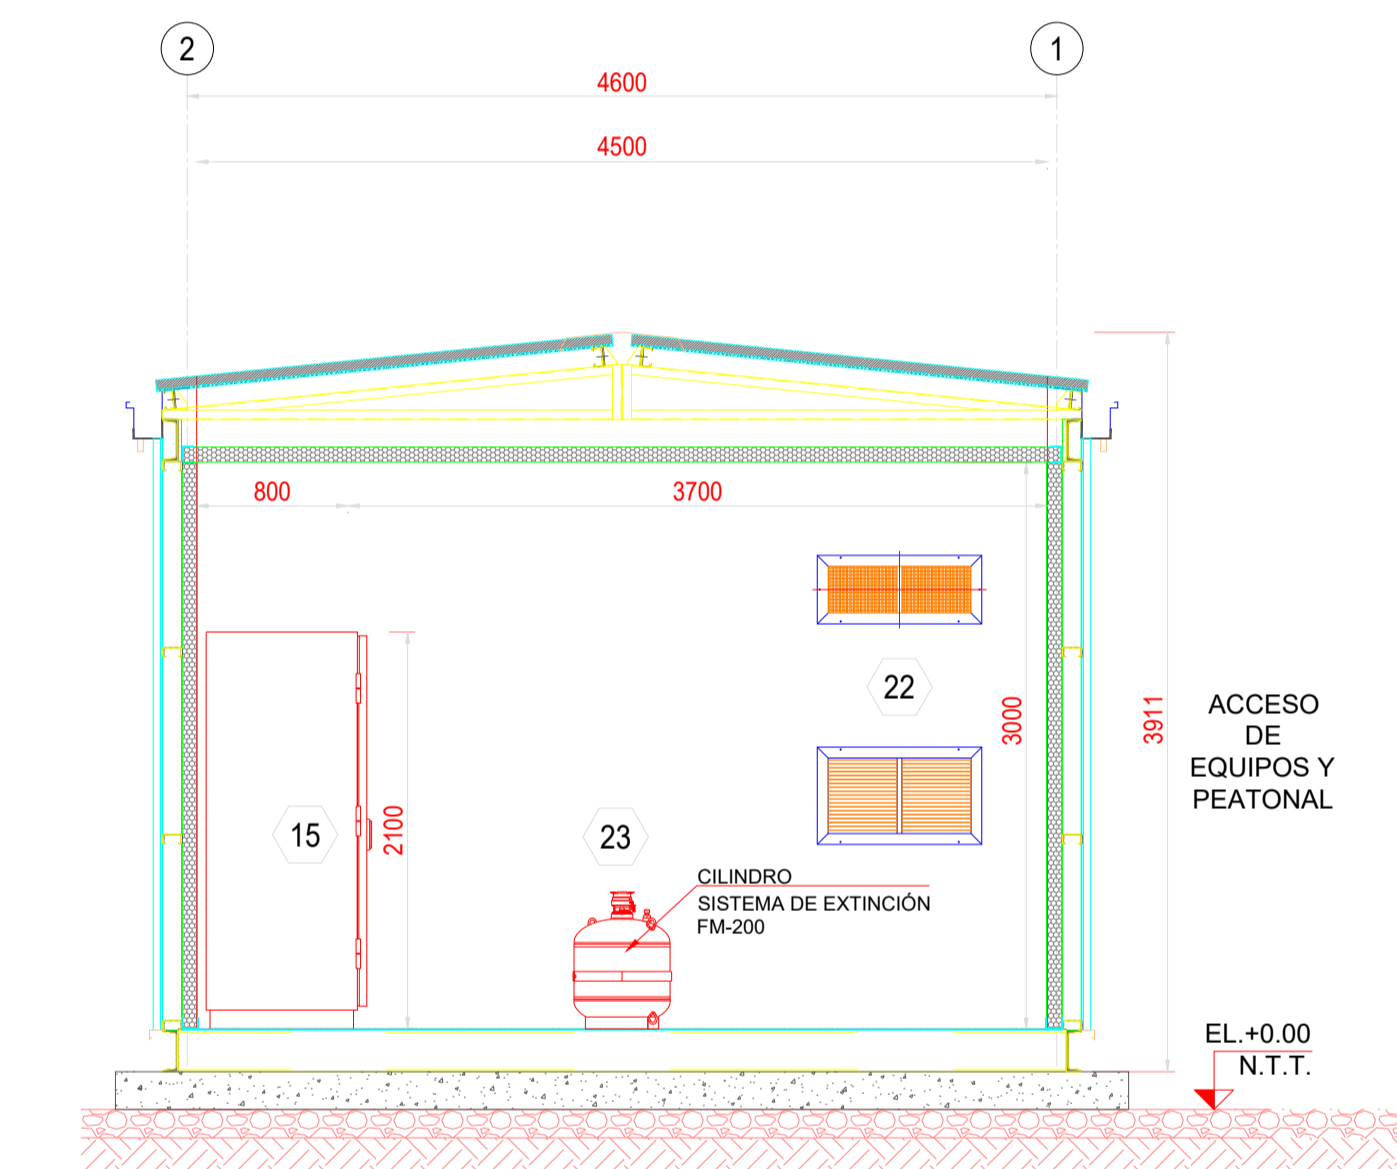 2
1
4600
4500
800
3700
22
3000
3911
ACCESO
DE
EQUIPOS Y
PEATONAL
15
2100
23
CILINDRO
SISTEMA DE EXTINCIÓN
FM-200
EL.+0.00
N.T.T.